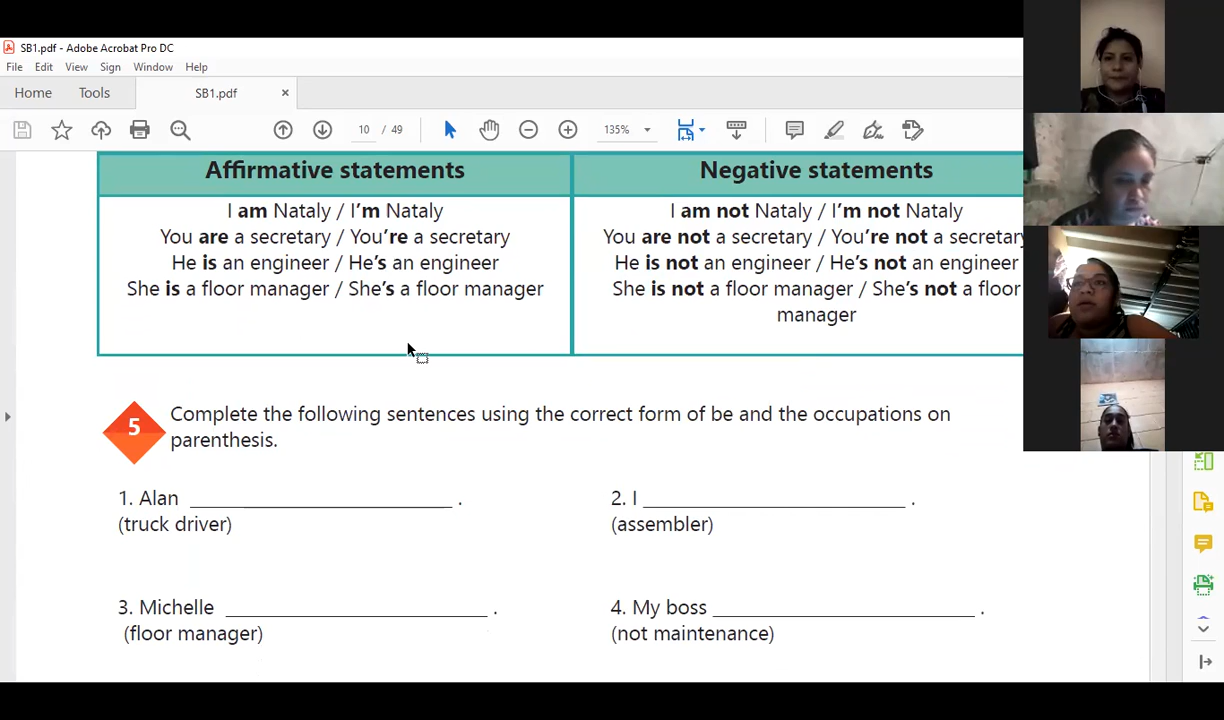 SB1.pdf - Adobe Acrobat Pro DC
File Edit View Sign Window Help
Home Tools SB1.pdf ×
10 / 49 135%
Affirmative statements
I am Nataly / I'm Nataly
You are a secretary / You're a secretary
He is an engineer / He's an engineer
She is a floor manager / She's a floor manager
Negative statements
I am not Nataly / I'm not Nataly
You are not a secretary / You're not a secretary
He is not an engineer / He's not an engineer
She is not a floor manager / She's not a floor
manager
5
Complete the following sentences using the correct form of be and the occupations on
parenthesis.
1. Alan ____________________________ .
(truck driver)
2. I ____________________________ .
(assembler)
3. Michelle ____________________________ .
(floor manager)
4. My boss ____________________________ .
(not maintenance)